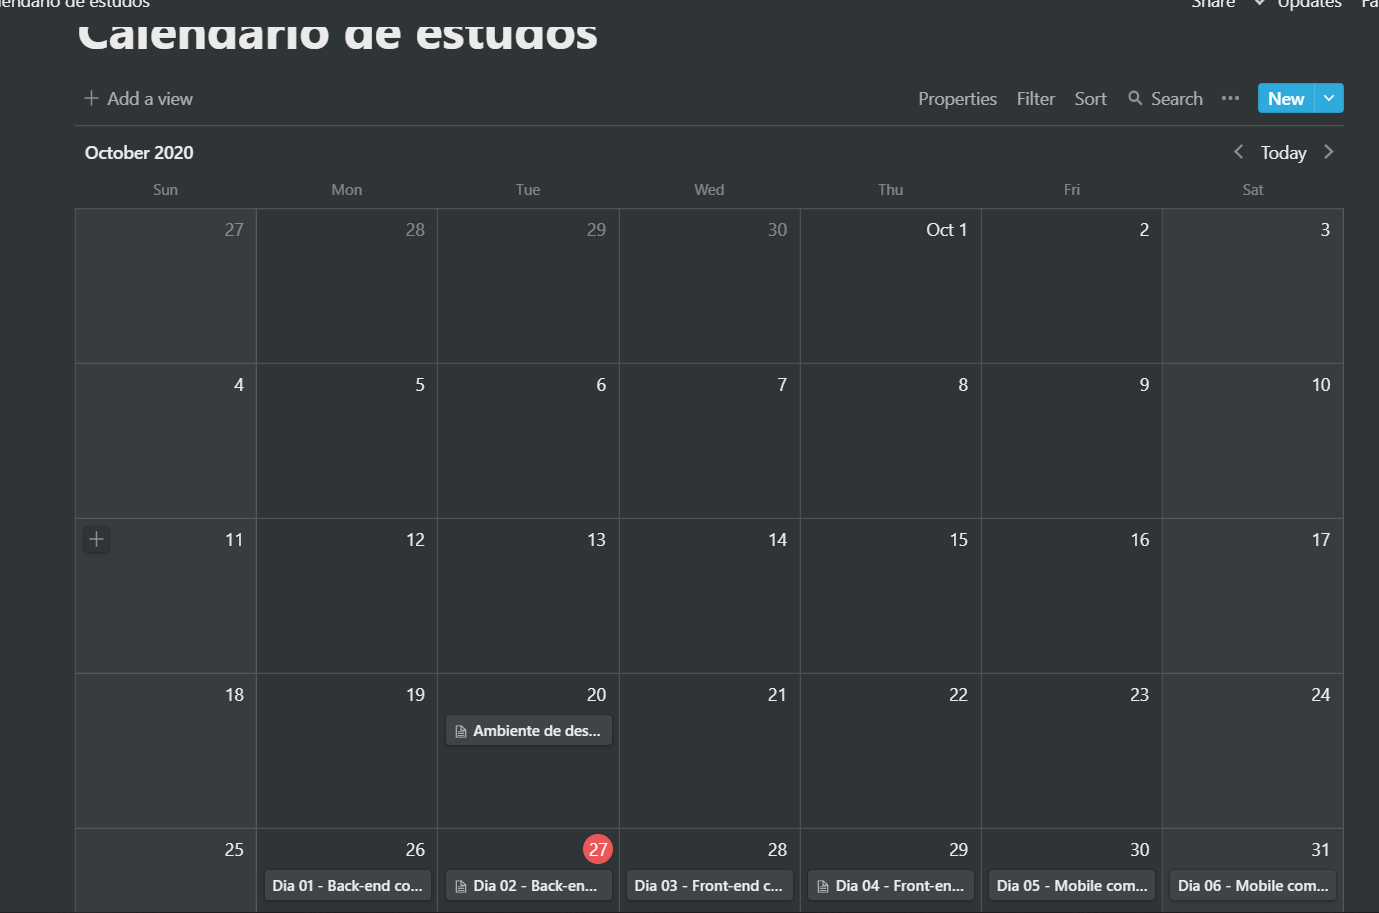 endário de estudos Share Updates Fa
Calendário de estudos
Add a view Properties Filter Sort Search ... New
October 2020 Today
Sun Mon Tue Wed Thu Fri Sat
27 28 29 30 Oct 1 2 3
4 5 6 7 8 9 10
11 12 13 14 15 16 17
18 19 20 21 22 23 24
Ambiente de des...
25 26 27 28 29 30 31
Dia 01 - Back-end co... Dia 02 - Back-en... Dia 03 - Front-end c... Dia 04 - Front-en... Dia 05 - Mobile com... Dia 06 - Mobile com...